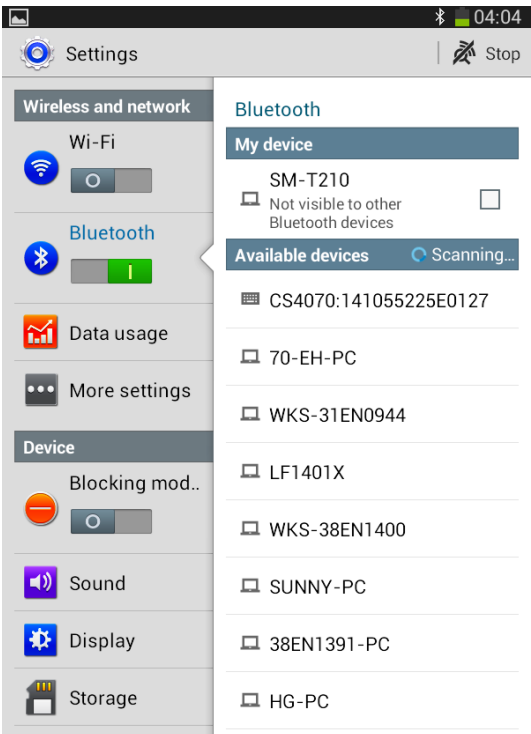 04:04
Settings
Stop
Wireless and network
Wi-Fi
Bluetooth
Data usage
More settings
Device
Blocking mod..
Sound
Display
Storage
Bluetooth
My device
SM-T210
Not visible to other
Bluetooth devices
Available devices Scanning...
CS4070:141055225E0127
70-EH-PC
WKS-31EN0944
LF1401X
WKS-38EN1400
SUNNY-PC
38EN1391-PC
HG-PC